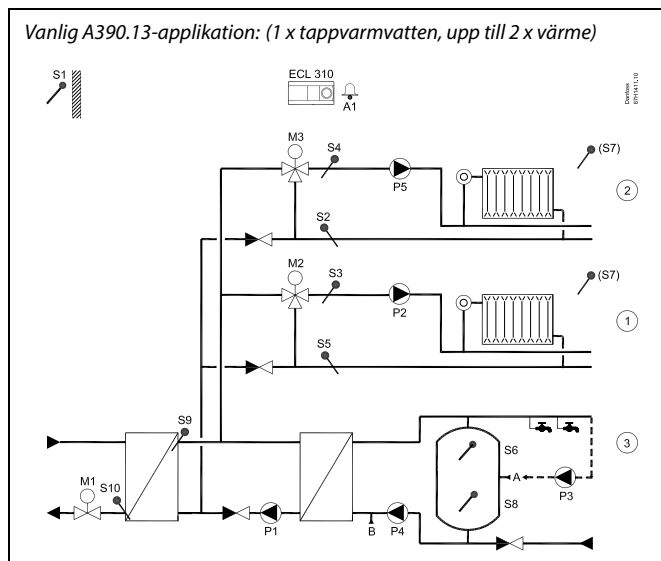 Vanlig A390.13-applikation: (1 x tappvarmvatten, upp till 2 x värme)
S1
ECL 310
A1
Danfoss
87H1411.10
M3
S4
P5
(S7)
2
S2
M2
S3
P2
(S7)
1
S5
S9
M1
S10
P1
B
P4
S6
A
S8
P3
3